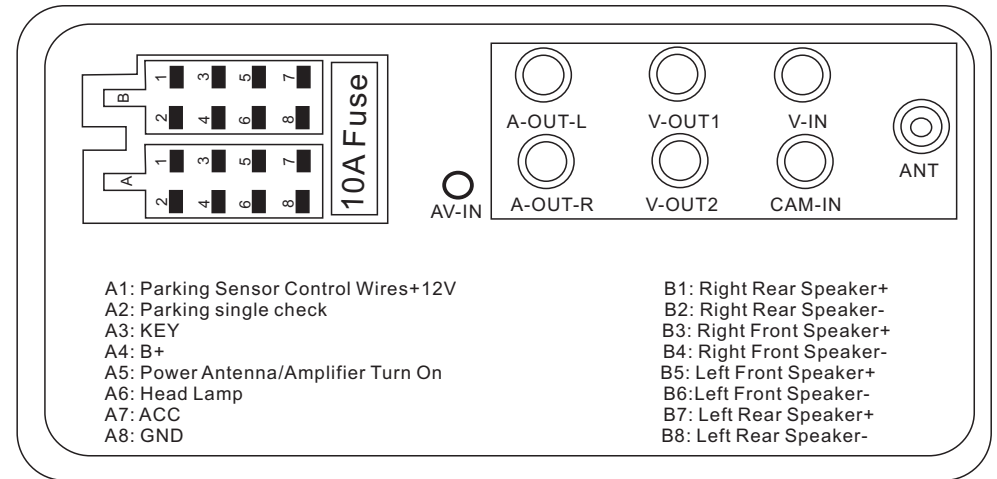 B
1 3 5 7
2 4 6 8
A
1 3 5 7
2 4 6 8
10A Fuse
AV-IN
A-OUT-L V-OUT1 V-IN
ANT
A-OUT-R V-OUT2 CAM-IN
A1: Parking Sensor Control Wires+12V
A2: Parking single check
A3: KEY
A4: B+
A5: Power Antenna/Amplifier Turn On
A6: Head Lamp
A7: ACC
A8: GND
B1: Right Rear Speaker+
B2: Right Rear Speaker-
B3: Right Front Speaker+
B4: Right Front Speaker-
B5: Left Front Speaker+
B6:Left Front Speaker-
B7: Left Rear Speaker+
B8: Left Rear Speaker-